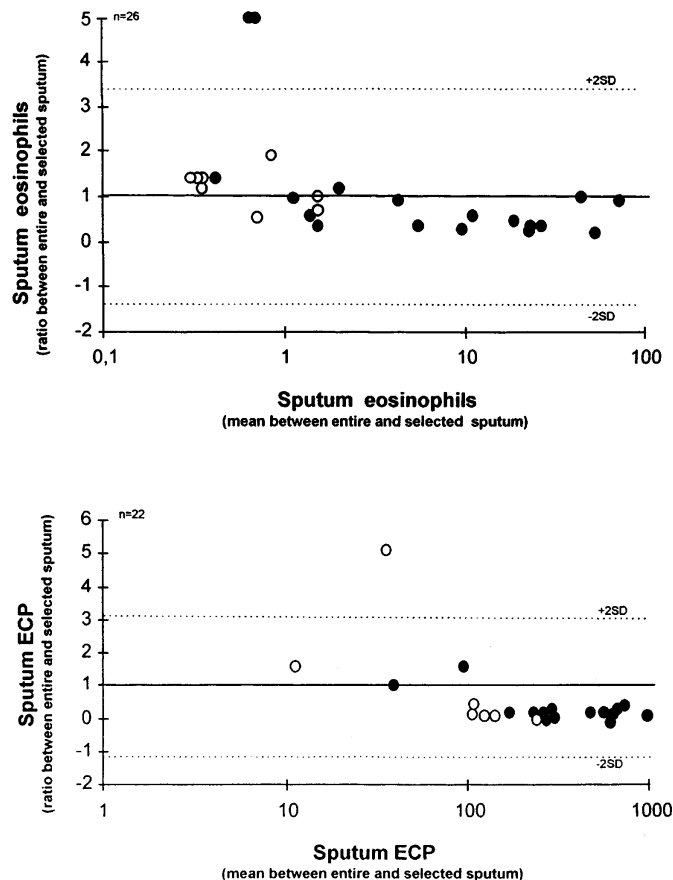 n=26
5
4
3
2
1
0
-1
-2
+2SD
-2SD
0,1 1 10 100
Sputum eosinophils
(ratio between entire and selected sputum)
Sputum eosinophils
(mean between entire and selected sputum)
n=22
6
5
4
3
2
1
0
-1
-2
+2SD
-2SD
1 10 100 1000
Sputum ECP
(ratio between entire and selected sputum)
Sputum ECP
(mean between entire and selected sputum)